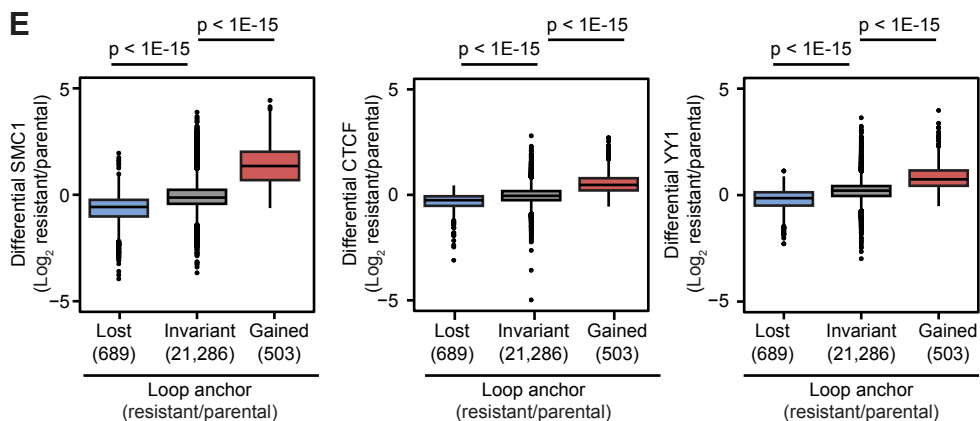 E
p < 1E-15
p < 1E-15
Differential SMC1
(Log2 resistant/parental)
5
0
−5
Lost
(689)
Invariant
(21,286)
Gained
(503)
Loop anchor
(resistant/parental)
p < 1E-15
p < 1E-15
Differential CTCF
(Log2 resistant/parental)
5
0
−5
Lost
(689)
Invariant
(21,286)
Gained
(503)
Loop anchor
(resistant/parental)
p < 1E-15
p < 1E-15
Differential YY1
(Log2 resistant/parental)
5
0
−5
Lost
(689)
Invariant
(21,286)
Gained
(503)
Loop anchor
(resistant/parental)